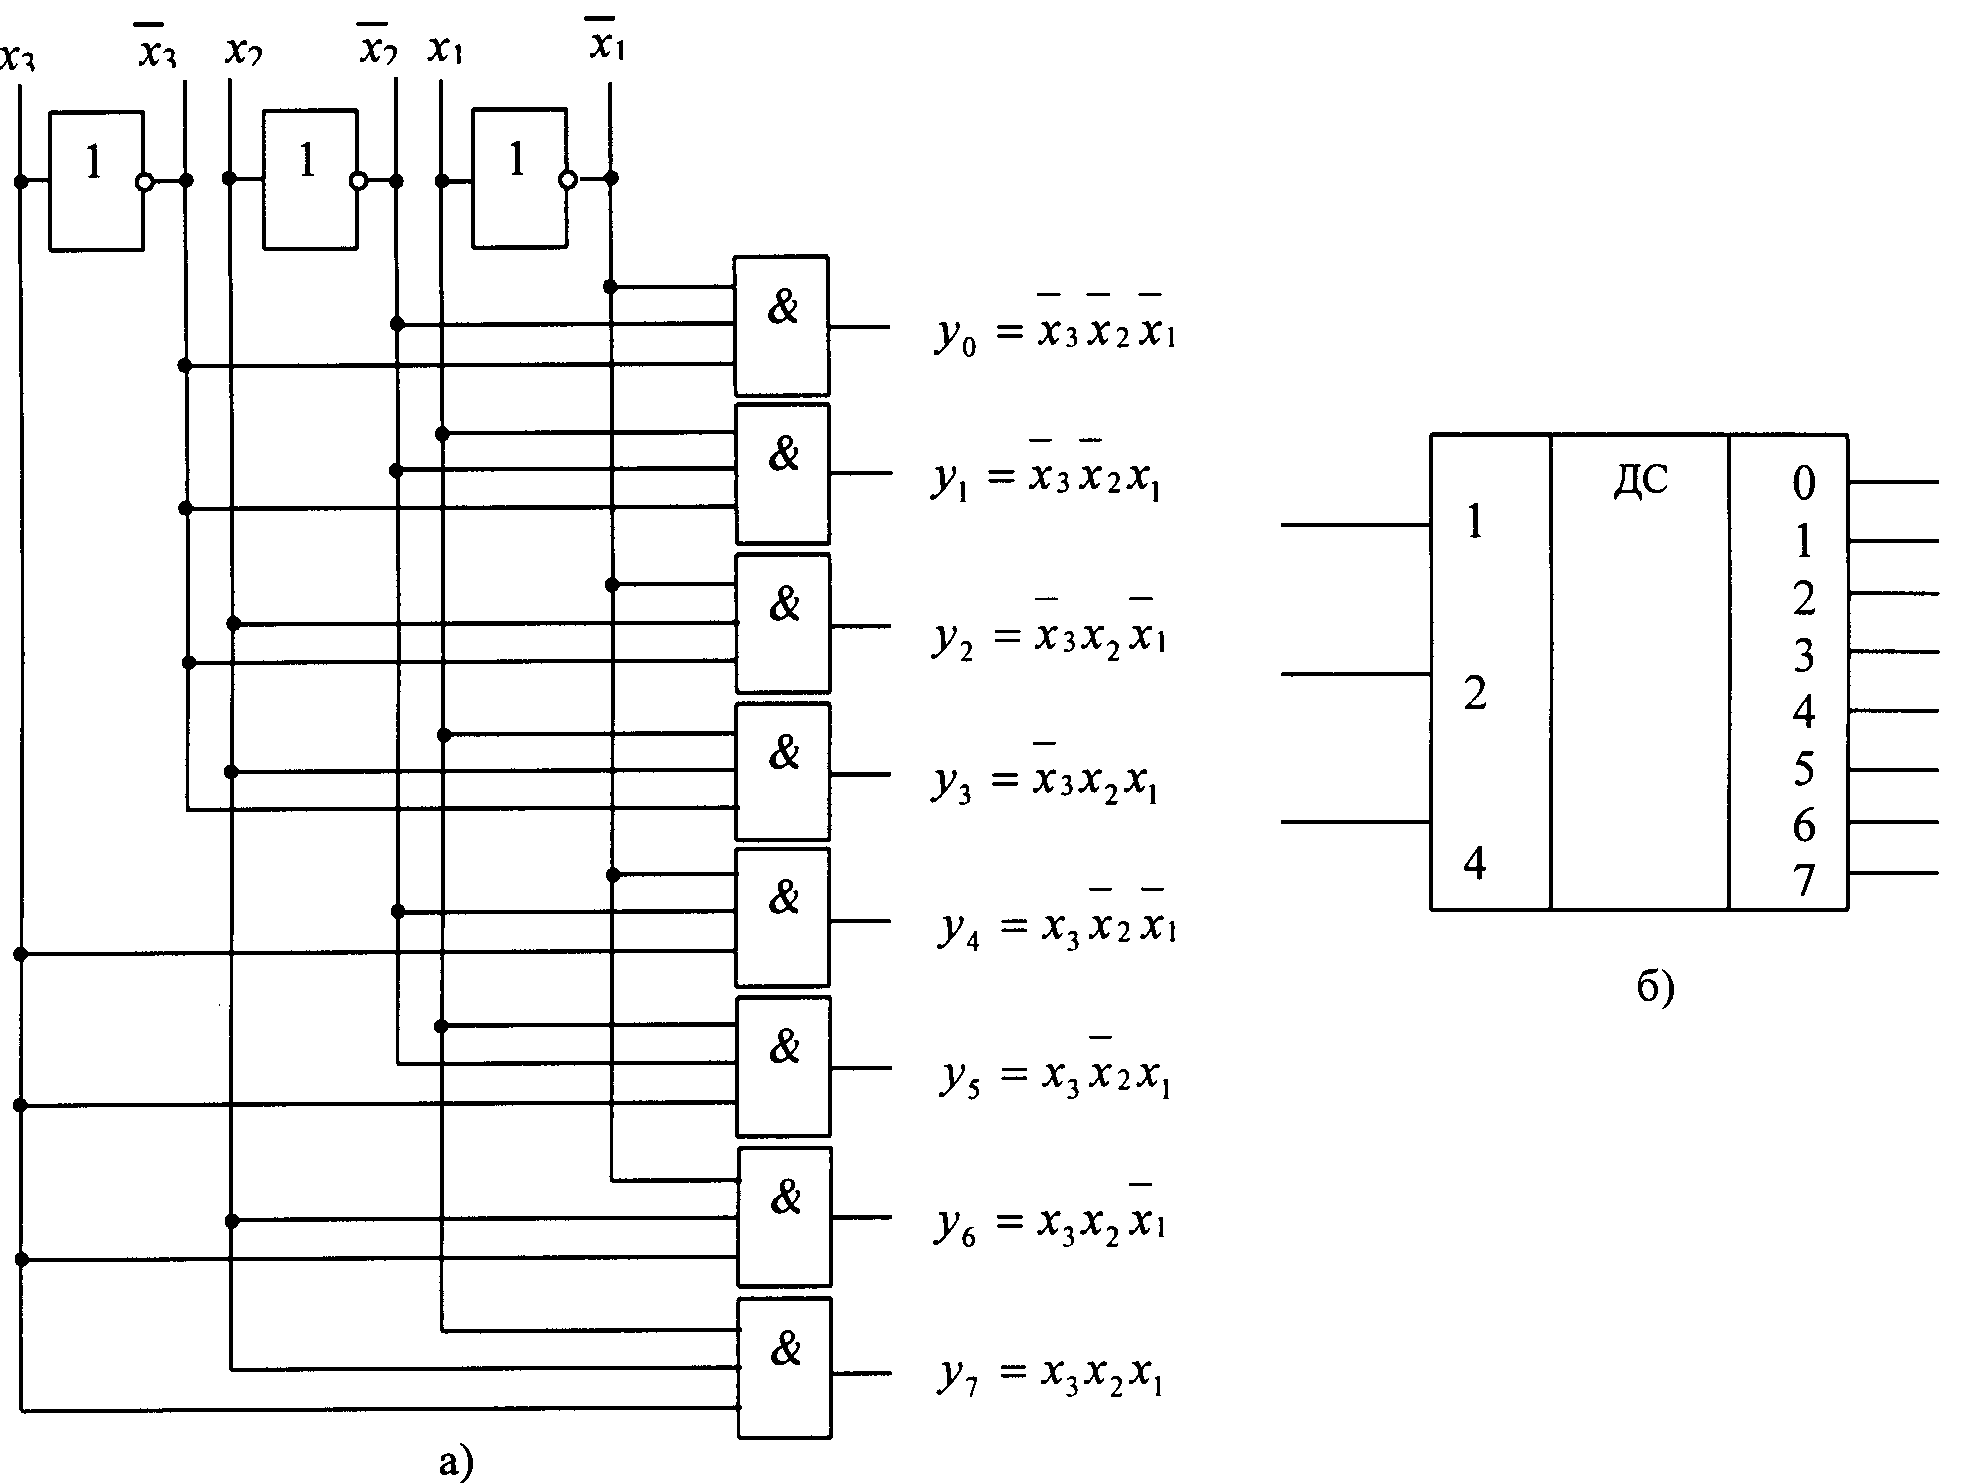 x3 x̅3 x2 x̅2 x1 x̅1
1 1 1
&
y0 = x̅3 x̅2 x̅1
&
y1 = x̅3 x̅2 x1
&
y2 = x̅3 x2 x̅1
&
y3 = x̅3 x2 x1
&
y4 = x3 x̅2 x̅1
&
y5 = x3 x̅2 x1
&
y6 = x3 x2 x̅1
&
y7 = x3 x2 x1
а)
ДС
1
2
4
0
1
2
3
4
5
6
7
б)